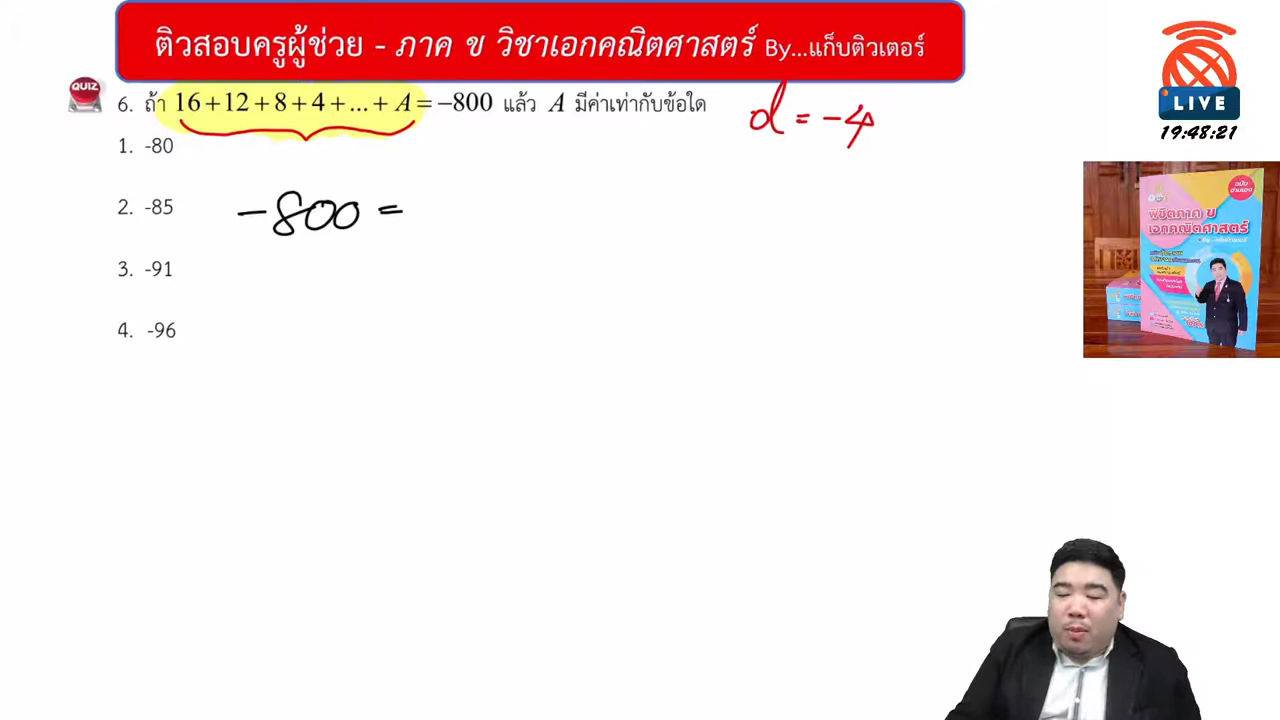 ติวสอบครูผู้ช่วย - ภาค ข วิชาเอกคณิตศาสตร์ By...แก็บติวเตอร์
QUIZ
6. ถ้า 16+12+8+4+...+A=−800 แล้ว A มีค่าเท่ากับข้อใด
d = -4
1. -80
2. -85
-800 =
3. -91
4. -96
LIVE
19:48:21
พิชิตภาค ข
เอกคณิตศาสตร์